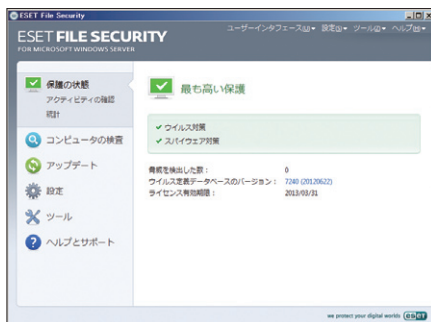 ESET File Security
ESET FILE SECURITY
FOR MICROSOFT WINDOWS SERVER
ユーザーインタフェース(U)▾ 設定(S)▾ ツール(O)▾ ヘルプ(H)▾
保護の状態
アクティビティの確認
統計
コンピュータの検査
アップデート
設定
ツール
ヘルプとサポート
最も高い保護
✓ ウイルス対策
✓ スパイウェア対策
脅威を検出した数： 0
ウイルス定義データベースのバージョン： 7240 (20120622)
ライセンス有効期限： 2013/03/31
we protect your digital worlds eset